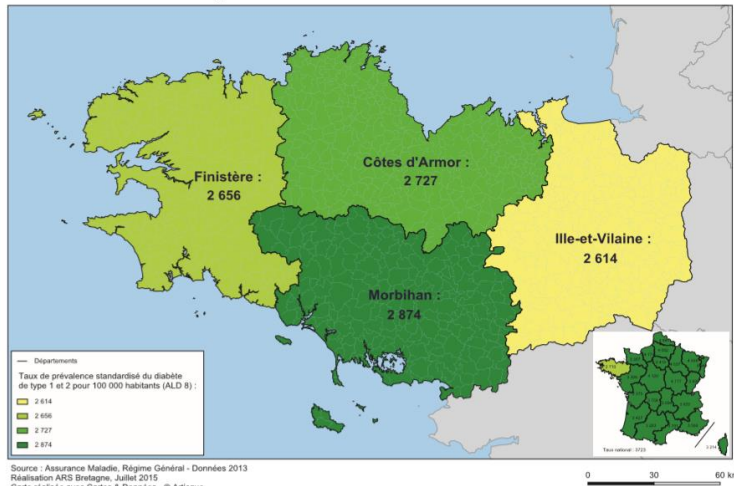 Côtes d'Armor :
2 727
Finistère :
2 656
Ille-et-Vilaine :
2 614
Morbihan :
2 874
Départements
Taux de prévalence standardisé du diabète
de type 1 et 2 pour 100 000 habitants (ALD 8) :
2 614
2 656
2 727
2 874
Taux national : 3723
Source : Assurance Maladie, Régime Général - Données 2013
Réalisation ARS Bretagne, Juillet 2015
0 30 60 km